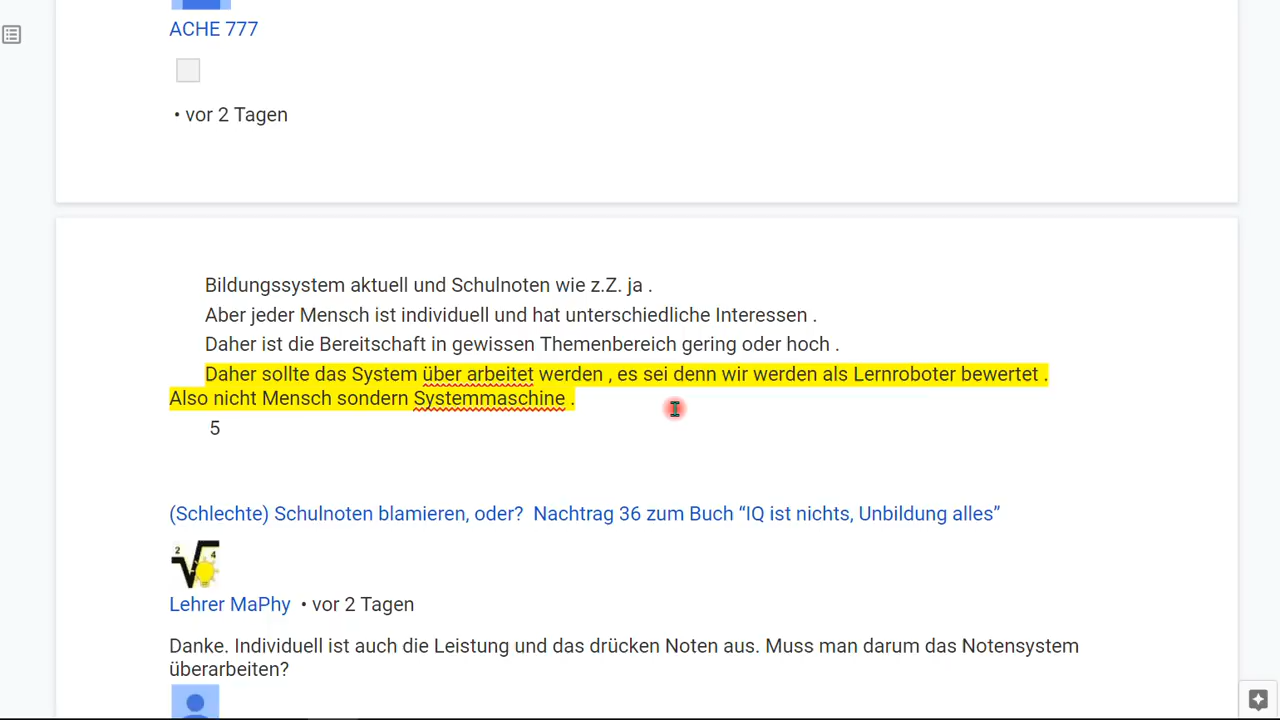 ACHE 777
• vor 2 Tagen
Bildungssystem aktuell und Schulnoten wie z.Z. ja .
Aber jeder Mensch ist individuell und hat unterschiedliche Interessen .
Daher ist die Bereitschaft in gewissen Themenbereich gering oder hoch .
Daher sollte das System über arbeitet werden , es sei denn wir werden als Lernroboter bewertet .
Also nicht Mensch sondern Systemmaschine .
5
(Schlechte) Schulnoten blamieren, oder?  Nachtrag 36 zum Buch “IQ ist nichts, Unbildung alles”
2 4
Lehrer MaPhy • vor 2 Tagen
Danke. Individuell ist auch die Leistung und das drücken Noten aus. Muss man darum das Notensystem
überarbeiten?